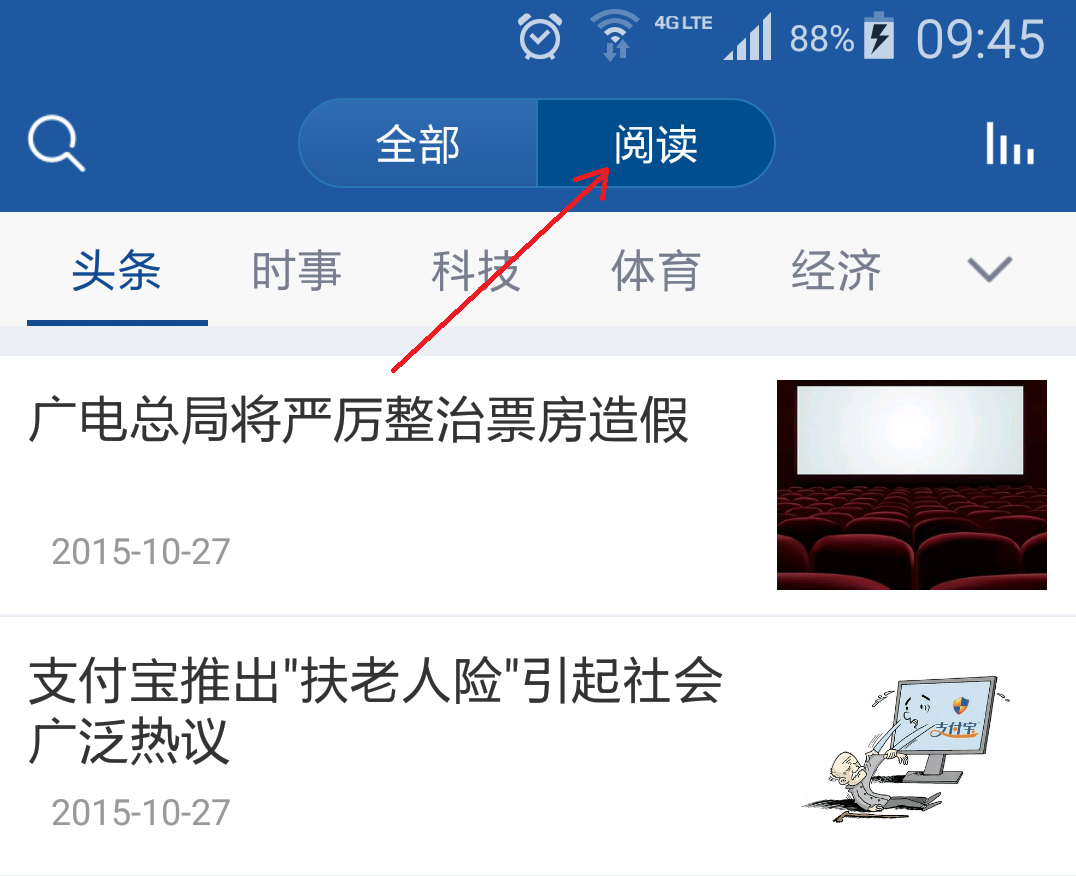 4G LTE 88% 09:45
全部 阅读
头条 时事 科技 体育 经济
广电总局将严厉整治票房造假
2015-10-27
支付宝推出"扶老人险"引起社会
广泛热议
支付宝
2015-10-27